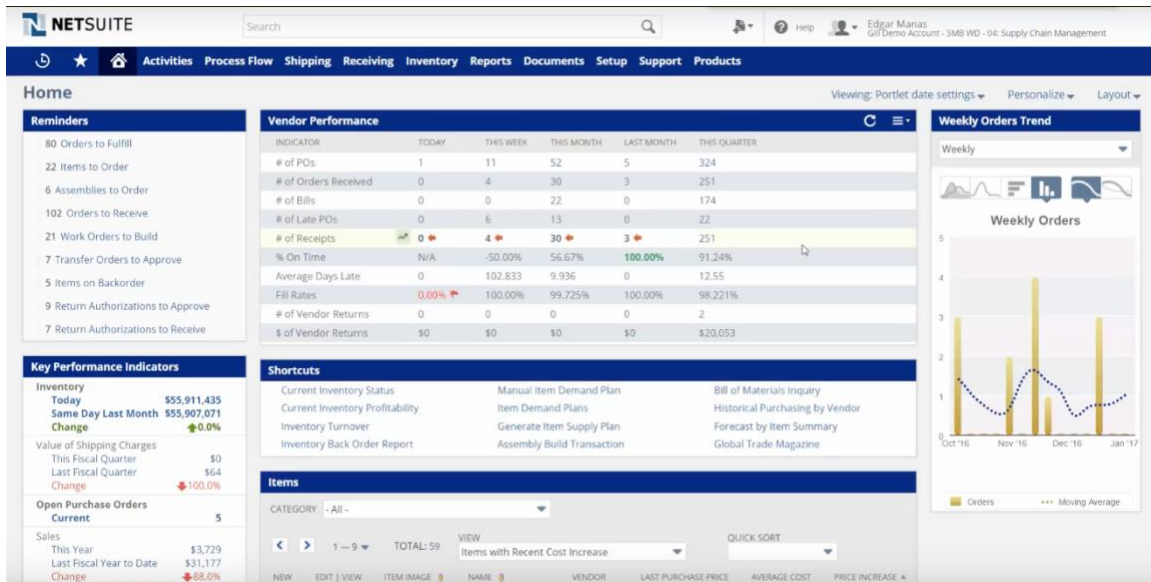 NETSUITE
Search
Help
Edgar Manas
Gill Demo Account - SMB WD - 04: Supply Chain Management
Activities Process Flow Shipping Receiving Inventory Reports Documents Setup Support Products
Home
Viewing: Portlet date settings Personalize Layout
Reminders
80 Orders to Fulfill
22 Items to Order
6 Assemblies to Order
102 Orders to Receive
21 Work Orders to Build
7 Transfer Orders to Approve
5 Items on Backorder
9 Return Authorizations to Approve
7 Return Authorizations to Receive
Key Performance Indicators
Inventory
Today $55,911,435
Same Day Last Month $55,907,071
Change 0.0%
Value of Shipping Charges
This Fiscal Quarter $0
Last Fiscal Quarter $64
Change 100.0%
Open Purchase Orders
Current 5
Sales
This Year $3,729
Last Fiscal Year to Date $31,177
Change 88.0%
Vendor Performance
INDICATOR TODAY THIS WEEK THIS MONTH LAST MONTH THIS QUARTER
# of POs 1 11 52 5 324
# of Orders Received 0 4 30 3 251
# of Bills 0 0 22 0 174
# of Late POs 0 6 13 0 22
# of Receipts 0 4 30 3 251
% On Time N/A -50.00% 56.67% 100.00% 91.24%
Average Days Late 0 102.833 9.936 0 12.55
Fill Rates 0.00% 100.00% 99.725% 100.00% 98.221%
# of Vendor Returns 0 0 0 0 2
$ of Vendor Returns $0 $0 $0 $0 $20,053
Shortcuts
Current Inventory Status Manual Item Demand Plan Bill of Materials Inquiry
Current Inventory Profitability Item Demand Plans Historical Purchasing by Vendor
Inventory Turnover Generate Item Supply Plan Forecast by Item Summary
Inventory Back Order Report Assembly Build Transaction Global Trade Magazine
Items
CATEGORY - All -
1 — 9 TOTAL: 59
VIEW
Items with Recent Cost Increase
QUICK SORT
NEW EDIT | VIEW ITEM IMAGE NAME VENDOR LAST PURCHASE PRICE AVERAGE COST PRICE INCREASE
Weekly Orders Trend
Weekly
Weekly Orders
5
4
3
2
1
0
Oct '16 Nov '16 Dec '16 Jan '17
Orders Moving Average